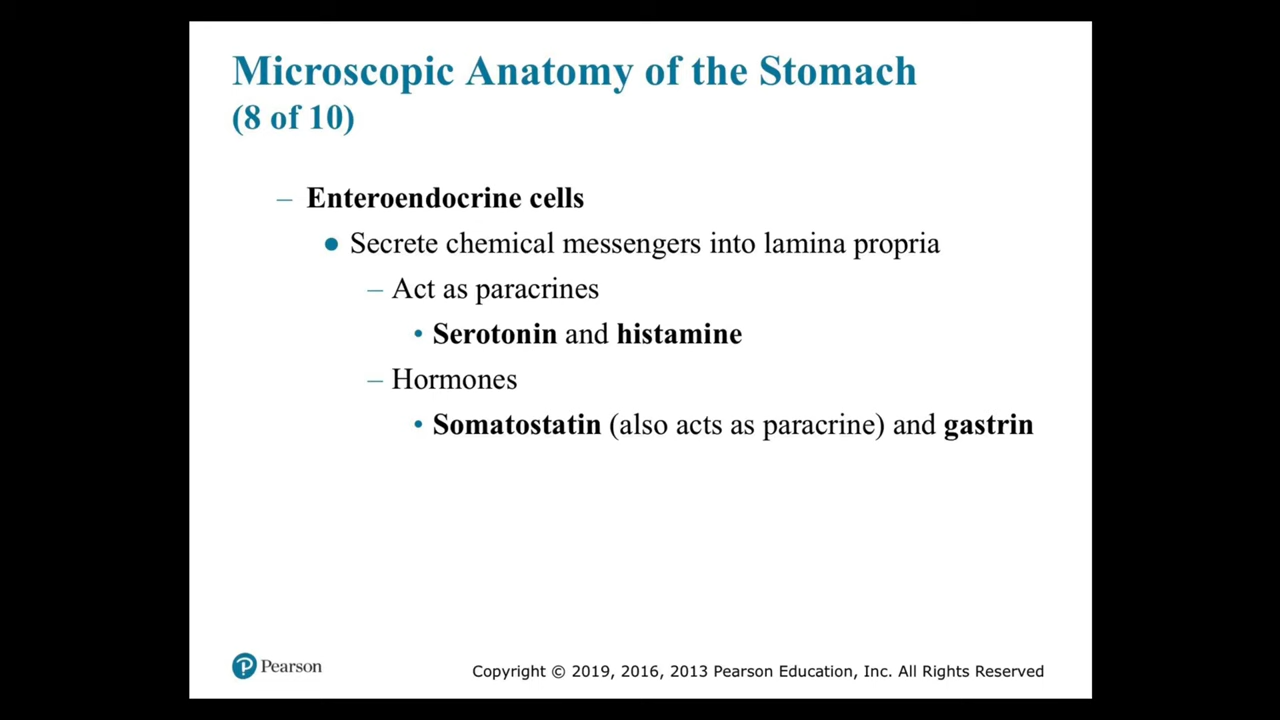 Microscopic Anatomy of the Stomach
(8 of 10)
– Enteroendocrine cells
● Secrete chemical messengers into lamina propria
– Act as paracrines
• Serotonin and histamine
– Hormones
• Somatostatin (also acts as paracrine) and gastrin
P Pearson
Copyright © 2019, 2016, 2013 Pearson Education, Inc. All Rights Reserved